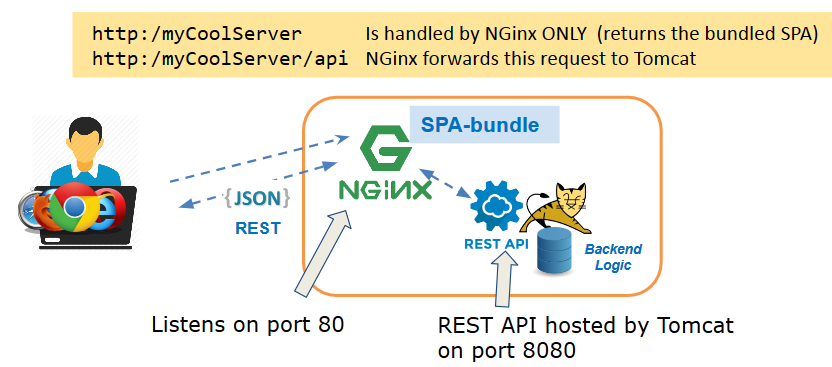 http:/myCoolServer Is handled by NGinx ONLY (returns the bundled SPA)
http:/myCoolServer/api NGinx forwards this request to Tomcat
SPA-bundle
NGiNX
{JSON}
REST
REST API
Backend
Logic
Listens on port 80
REST API hosted by Tomcat
on port 8080